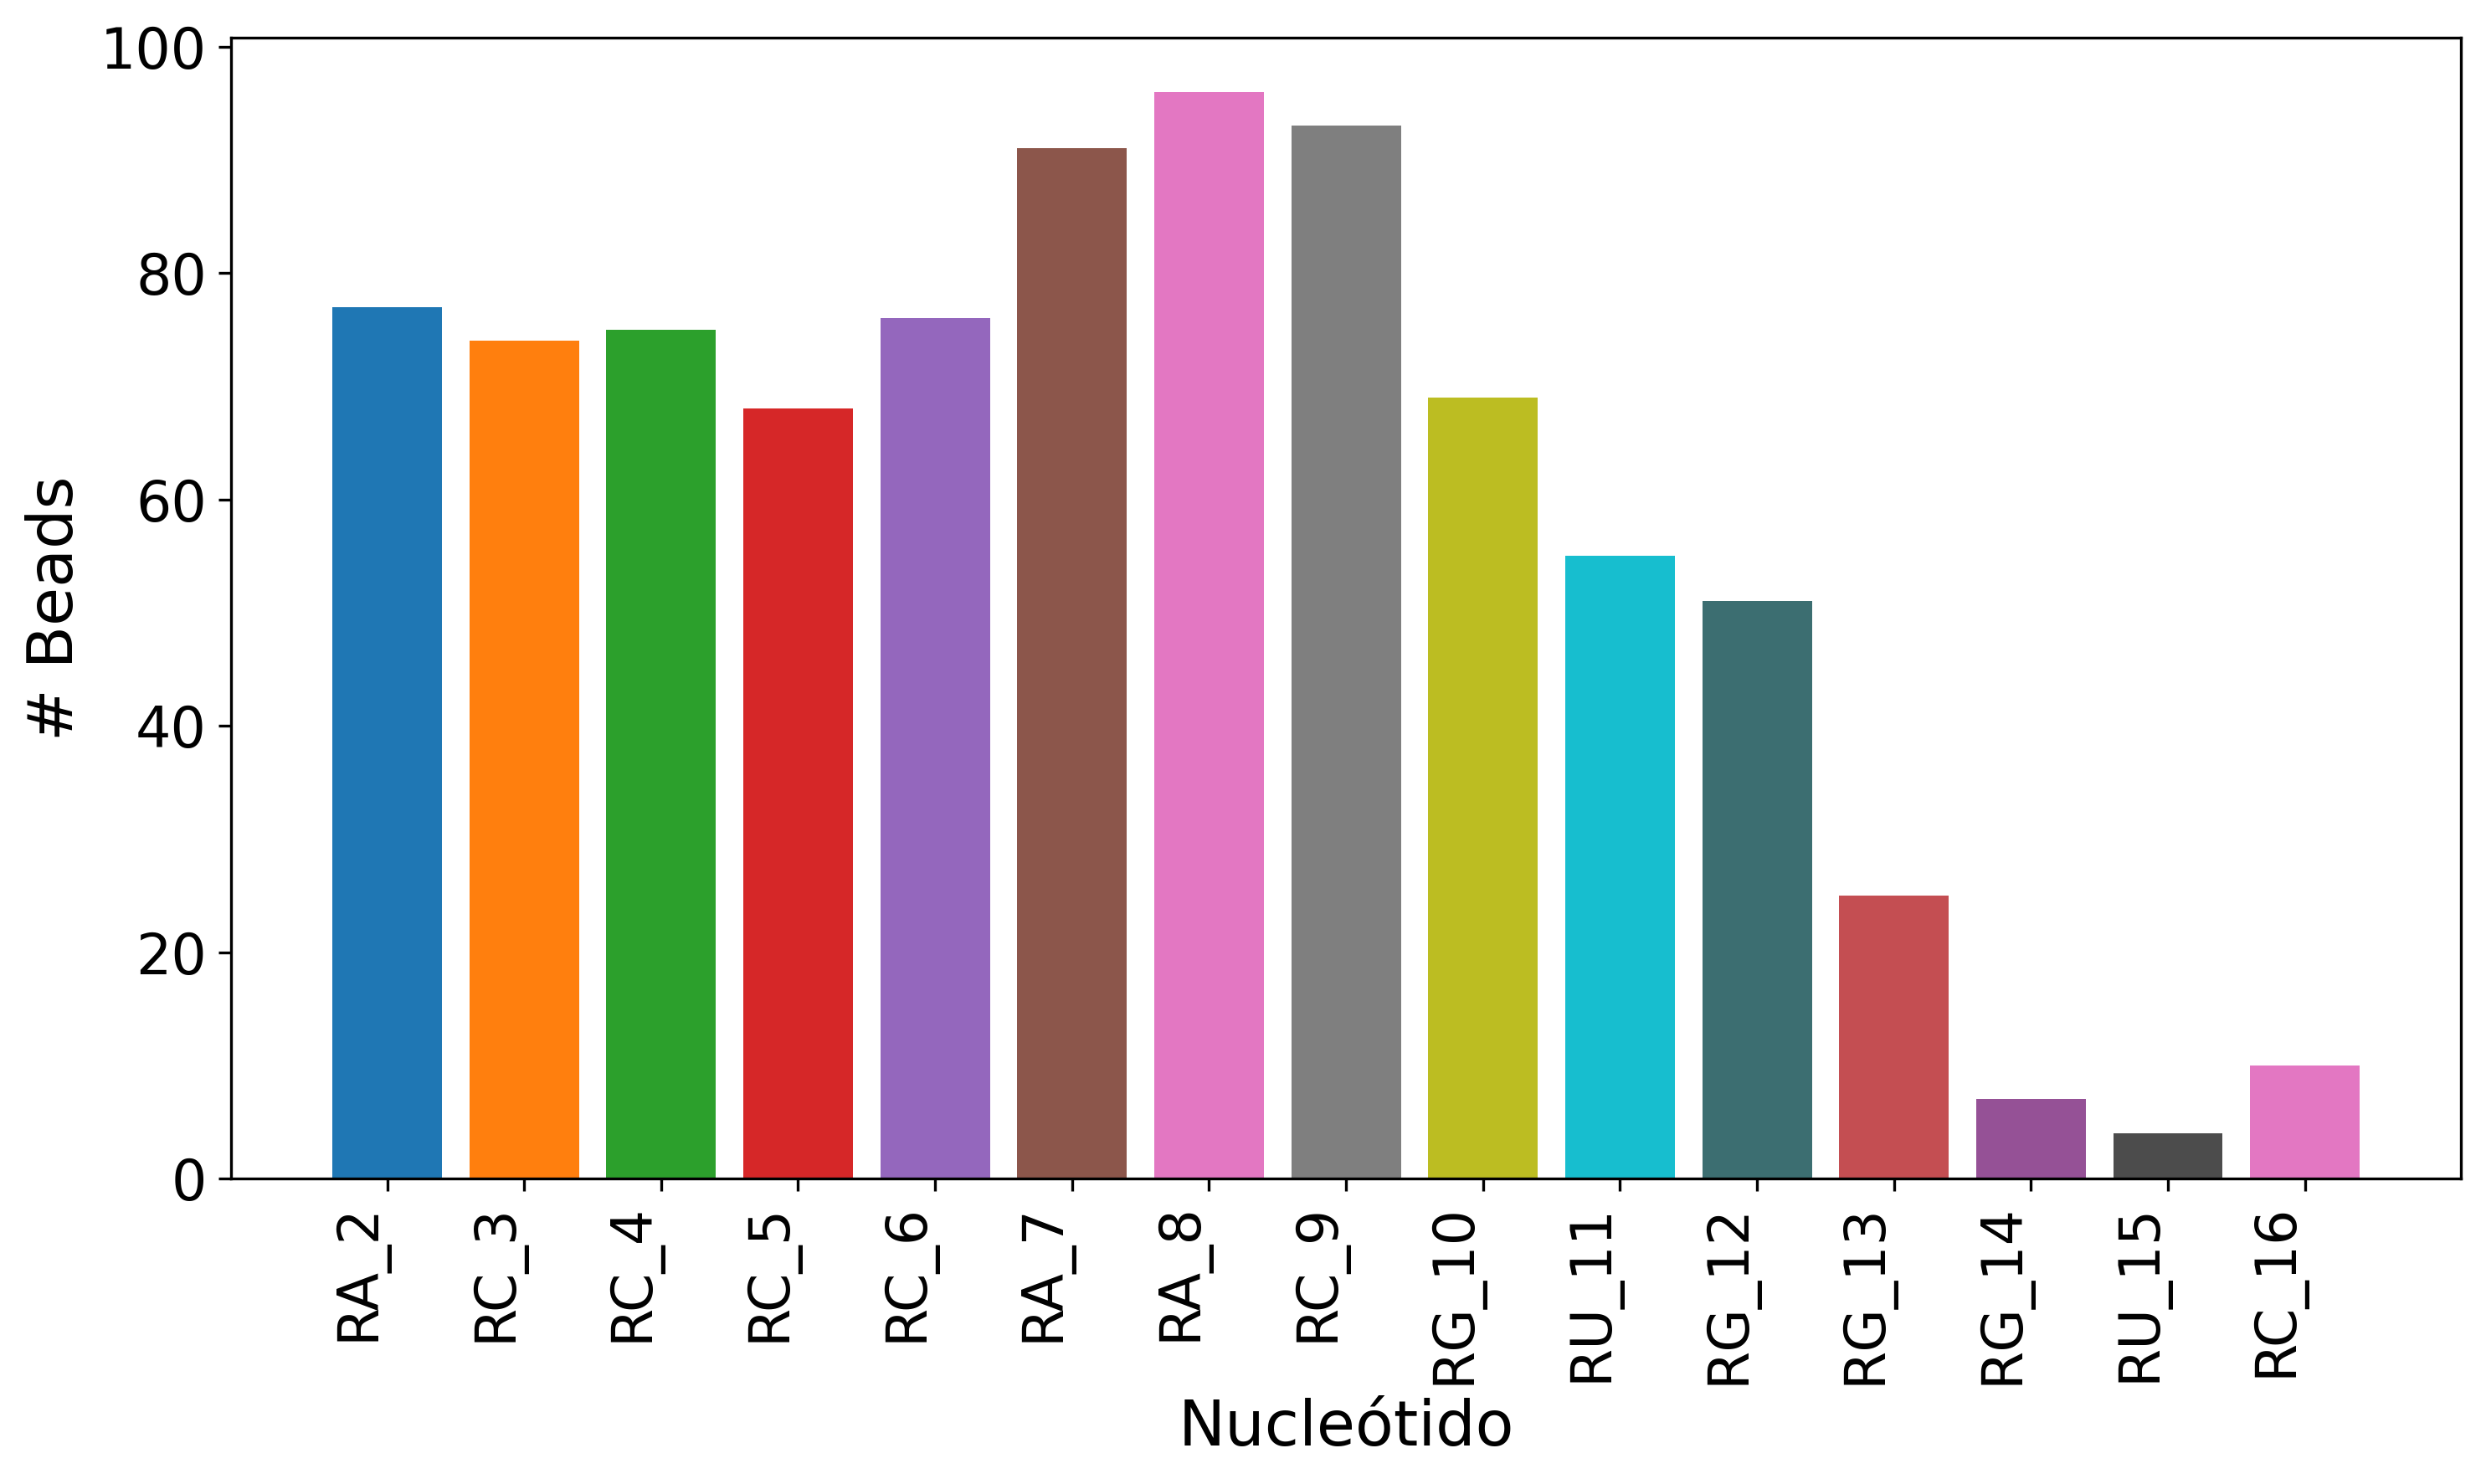 # Beads
100
80
60
40
20
0
RA_2
RC_3
RC_4
RC_5
RC_6
RA_7
RA_8
RC_9
RG_10
RU_11
RG_12
RG_13
RG_14
RU_15
RC_16
Nucleótido